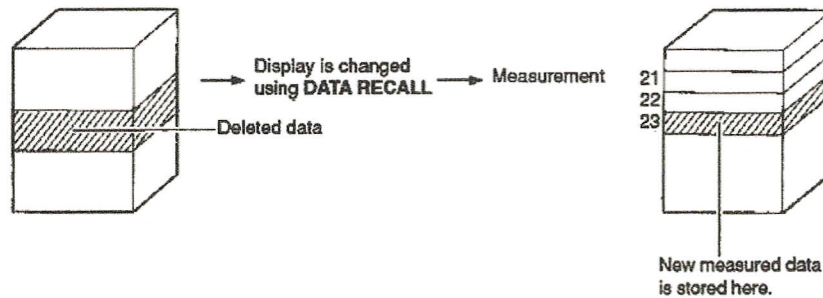 Display is changed
using DATA RECALL
Measurement
Deleted data
21
22
23
New measured data
is stored here.